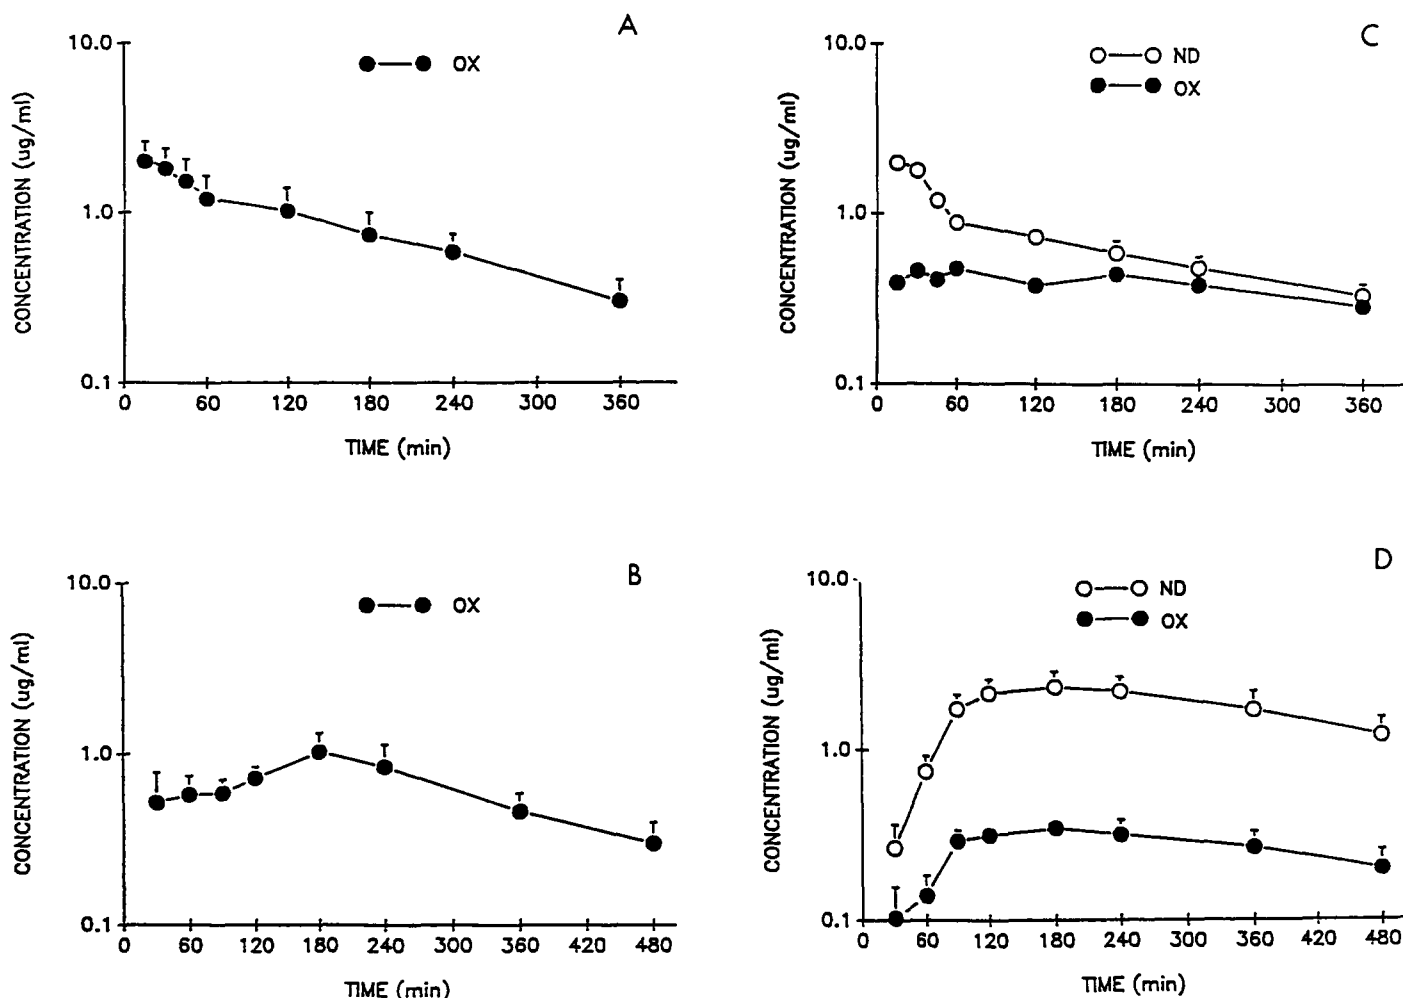 A
10.0
OX
CONCENTRATION (ug/ml)
1.0
0.1
0 60 120 180 240 300 360
TIME (min)
C
10.0
ND
OX
CONCENTRATION (ug/ml)
1.0
0.1
0 60 120 180 240 300 360
TIME (min)
B
10.0
OX
CONCENTRATION (ug/ml)
1.0
0.1
0 60 120 180 240 300 360 420 480
TIME (min)
D
10.0
ND
OX
CONCENTRATION (ug/ml)
1.0
0.1
0 60 120 180 240 300 360 420 480
TIME (min)